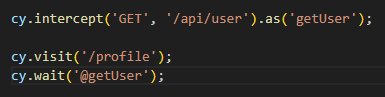 cy.intercept('GET', '/api/user').as('getUser');
cy.visit('/profile');
cy.wait('@getUser');